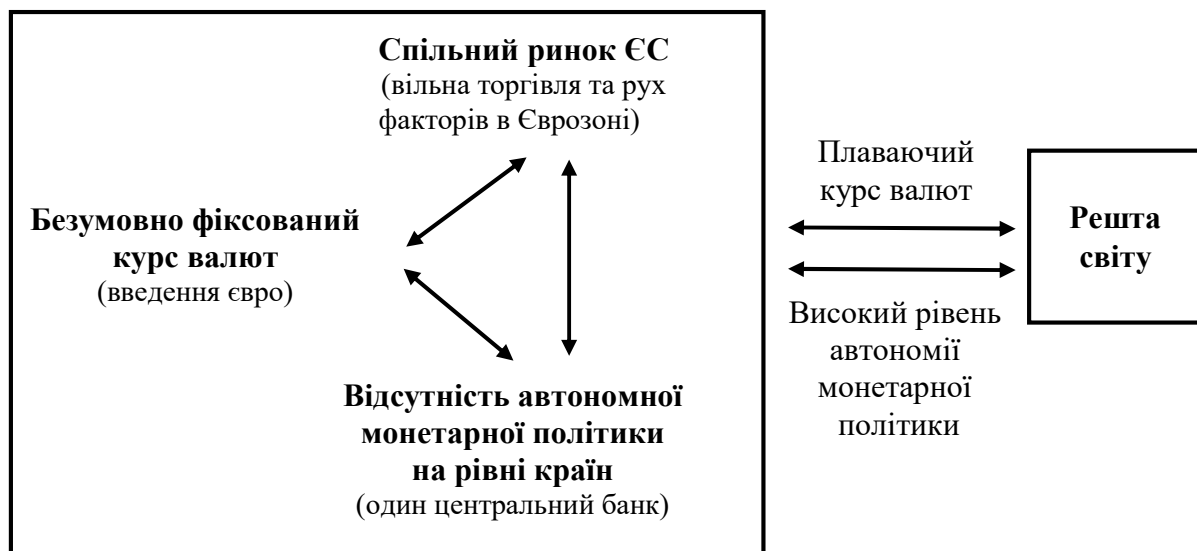 Спільний ринок ЄС
(вільна торгівля та рух
факторів в Єврозоні)
Безумовно фіксований
курс валют
(введення євро)
Відсутність автономної
монетарної політики
на рівні країн
(один центральний банк)
Плаваючий
курс валют
Високий рівень
автономії
монетарної
політики
Решта
світу